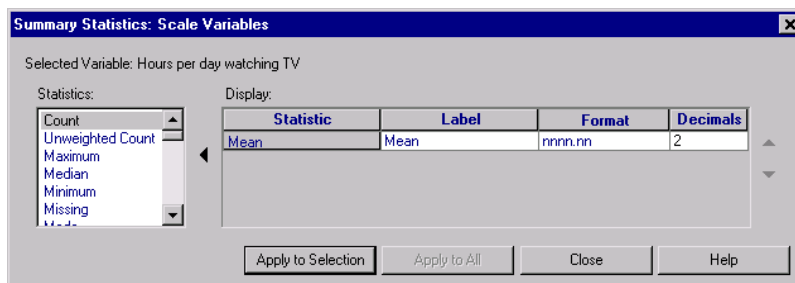 Summary Statistics: Scale Variables
Selected Variable: Hours per day watching TV
Statistics:
Display:
Count
Unweighted Count
Maximum
Median
Minimum
Missing
Mode
Statistic Label Format Decimals
Mean Mean nnnn.nn 2
Apply to Selection Apply to All Close Help